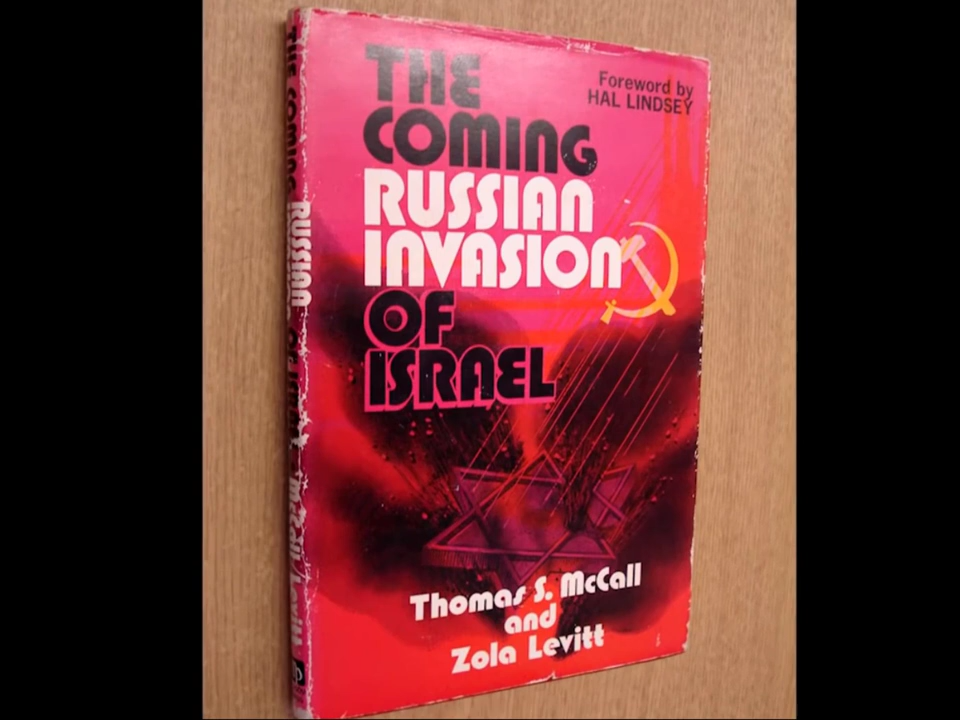 THE
COMING
RUSSIAN
INVASION
OF
ISRAEL
Foreword by
HAL LINDSEY
Thomas S. McCall
and
Zola Levitt
THE COMING RUSSIAN INVASION OF ISRAEL McCall Levitt